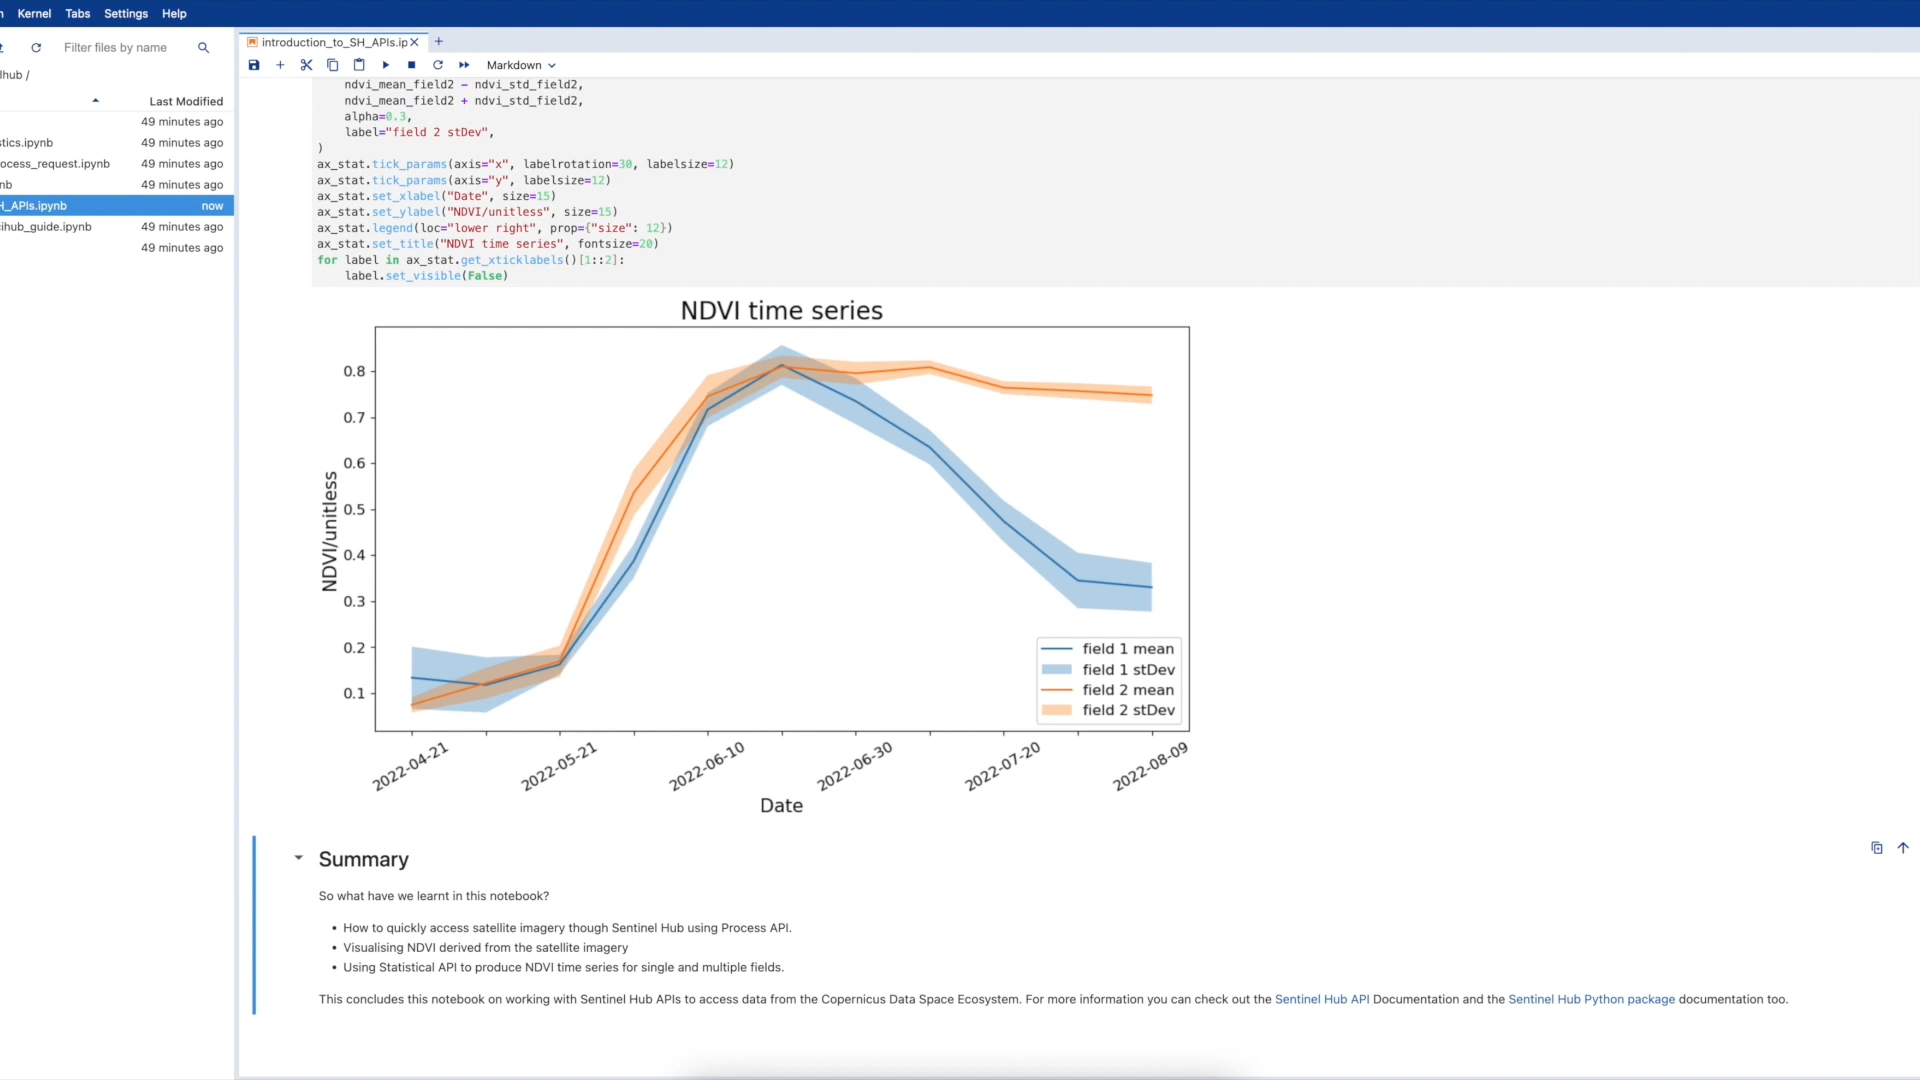 Kernel Tabs Settings Help
Filter files by name
introduction_to_SH_APIs.ip
Markdown
lhub /
Last Modified
49 minutes ago
stics.ipynb 49 minutes ago
ocess_request.ipynb 49 minutes ago
nb 49 minutes ago
H_APIs.ipynb now
ihub_guide.ipynb 49 minutes ago
49 minutes ago
ndvi_mean_field2 - ndvi_std_field2,
ndvi_mean_field2 + ndvi_std_field2,
alpha=0.3,
label="field 2 stDev",
)
ax_stat.tick_params(axis="x", labelrotation=30, labelsize=12)
ax_stat.tick_params(axis="y", labelsize=12)
ax_stat.set_xlabel("Date", size=15)
ax_stat.set_ylabel("NDVI/unitless", size=15)
ax_stat.legend(loc="lower right", prop={"size": 12})
ax_stat.set_title("NDVI time series", fontsize=20)
for label in ax_stat.get_xticklabels()[1::2]:
label.set_visible(False)
NDVI time series
NDVI/unitless
0.8
0.7
0.6
0.5
0.4
0.3
0.2
0.1
field 1 mean
field 1 stDev
field 2 mean
field 2 stDev
2022-04-21 2022-05-21 2022-06-10 2022-06-30 2022-07-20 2022-08-09
Date
Summary
So what have we learnt in this notebook?
• How to quickly access satellite imagery though Sentinel Hub using Process API.
• Visualising NDVI derived from the satellite imagery
• Using Statistical API to produce NDVI time series for single and multiple fields.
This concludes this notebook on working with Sentinel Hub APIs to access data from the Copernicus Data Space Ecosystem. For more information you can check out the Sentinel Hub API Documentation and the Sentinel Hub Python package documentation too.